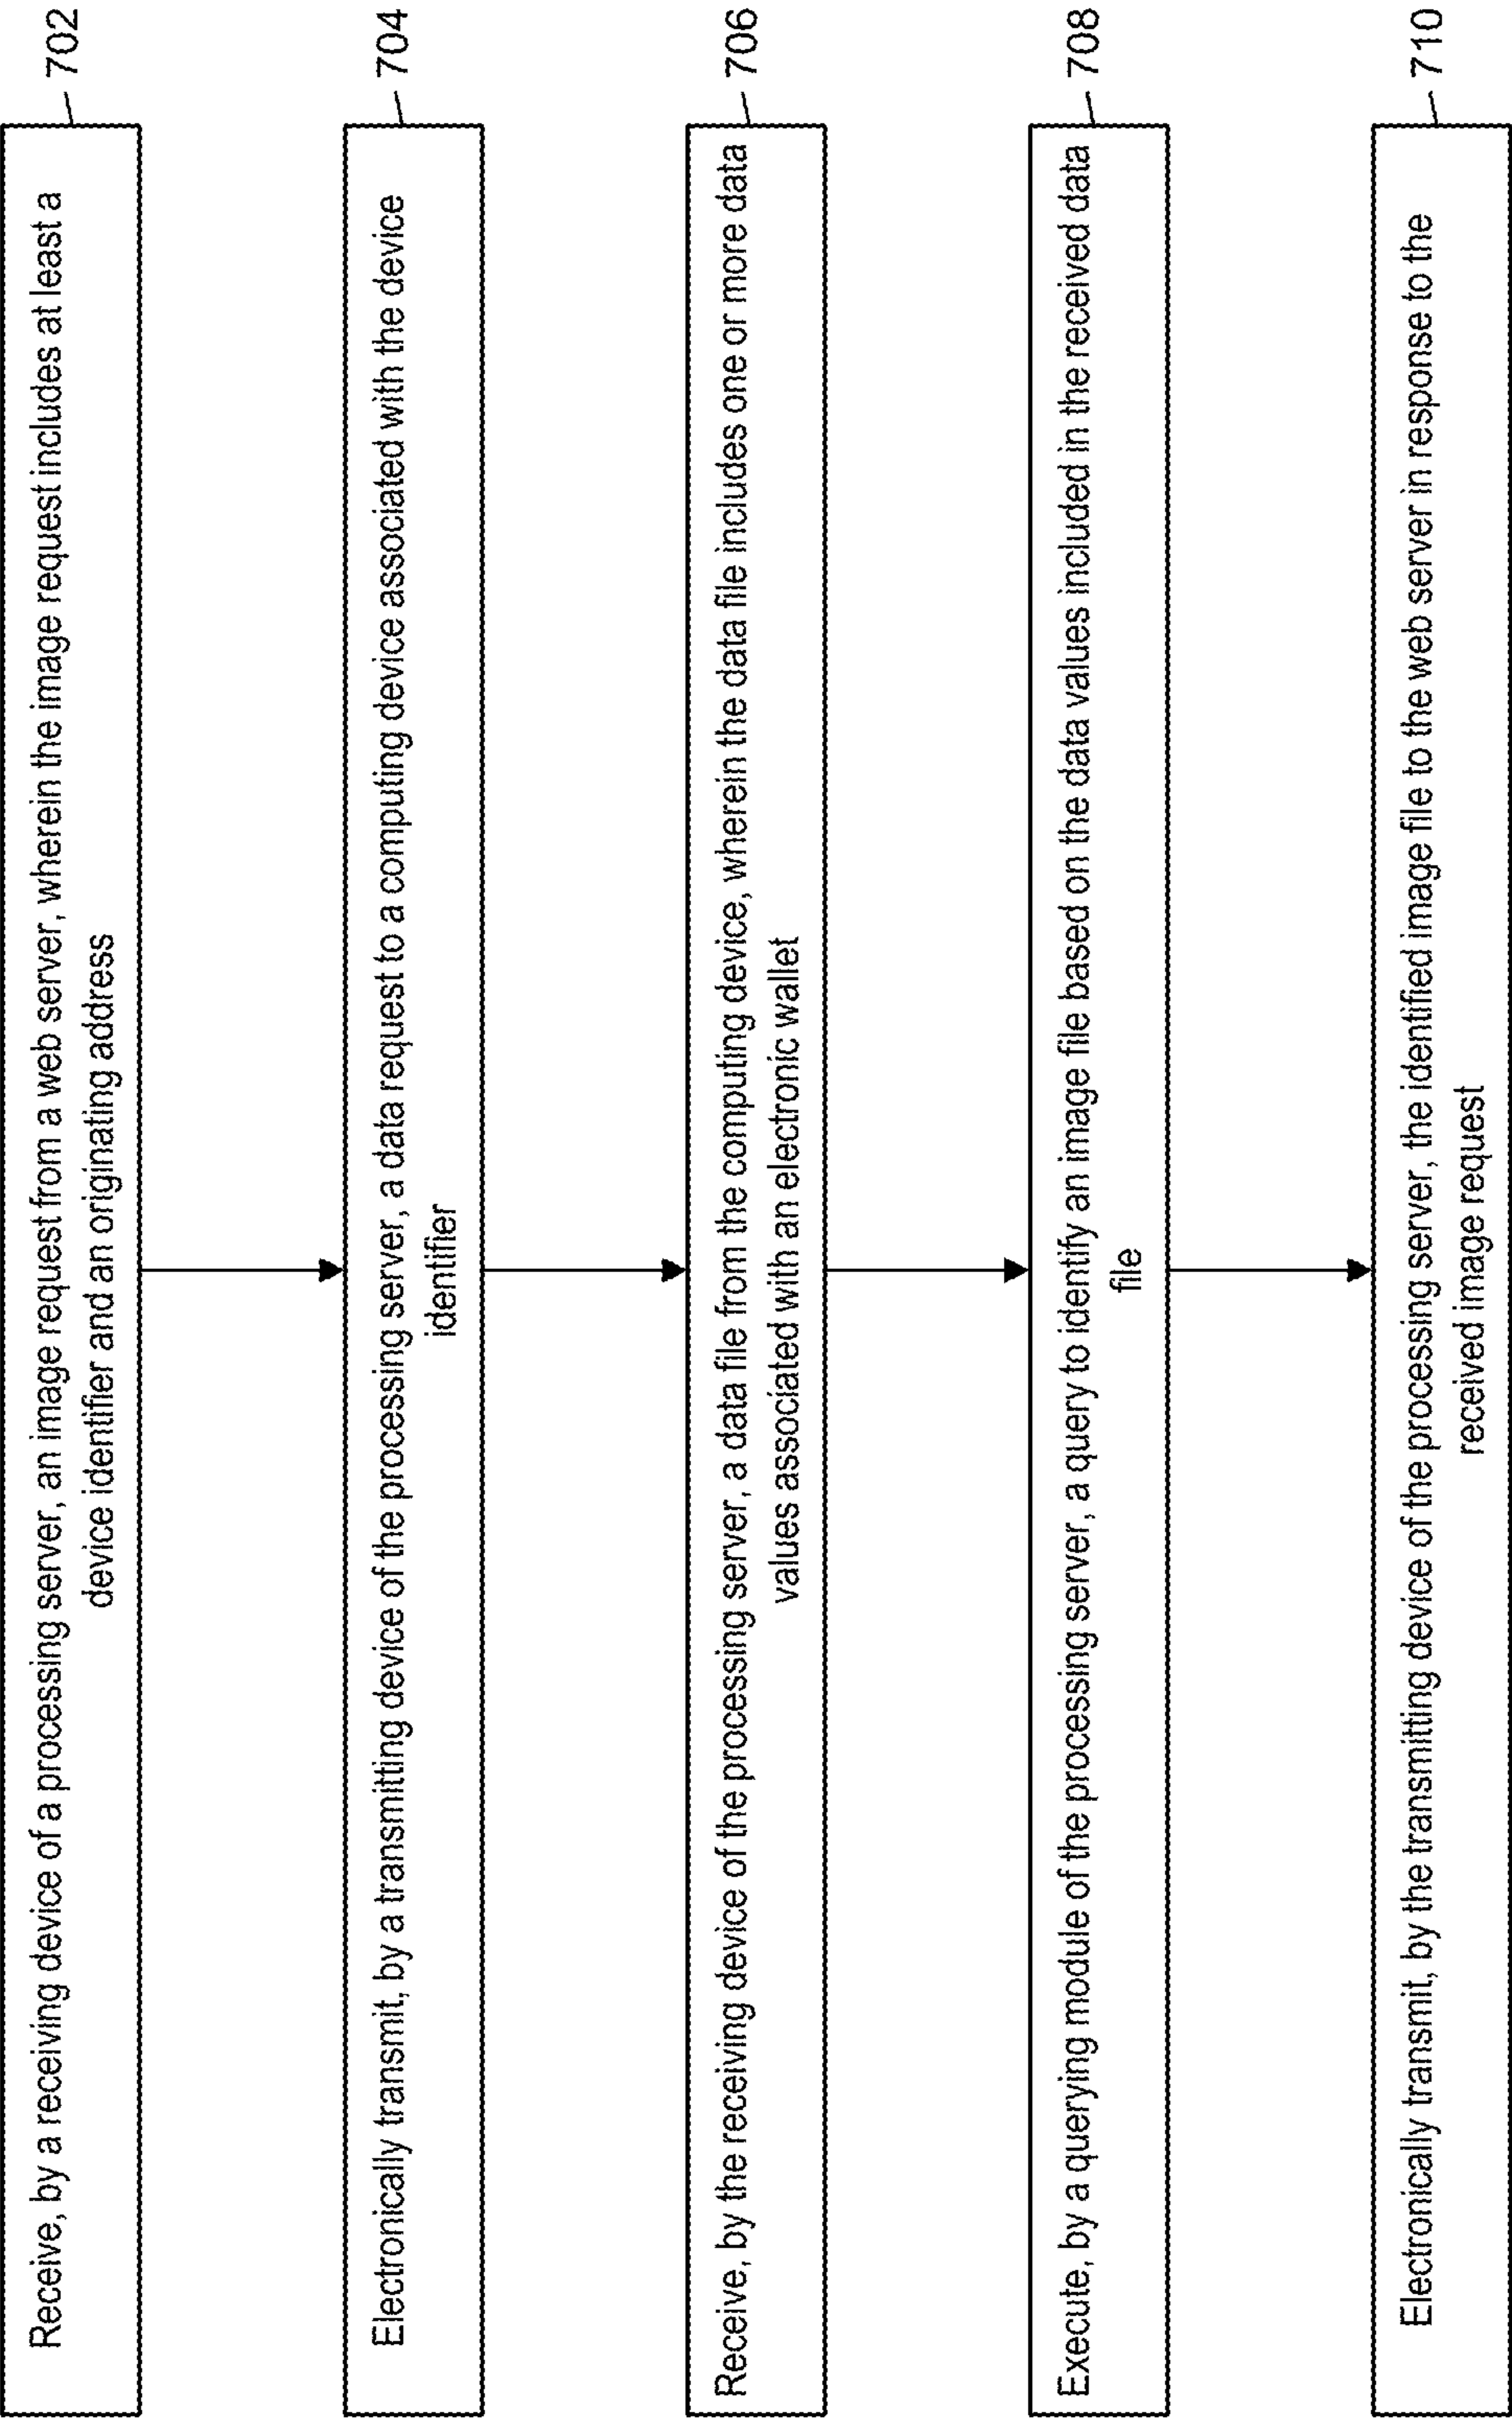 Receive, by a receiving device of a processing server, an image request from a web server, wherein the image request includes at least a
device identifier and an originating address
702
Electronically transmit, by a transmitting device of the processing server, a data request to a computing device associated with the device
identifier
704
Receive, by the receiving device of the processing server, a data file from the computing device, wherein the data file includes one or more data
values associated with an electronic wallet
706
Execute, by a querying module of the processing server, a query to identify an image file based on the data values included in the received data
file
708
Electronically transmit, by the transmitting device of the processing server, the identified image file to the web server in response to the
received image request
710